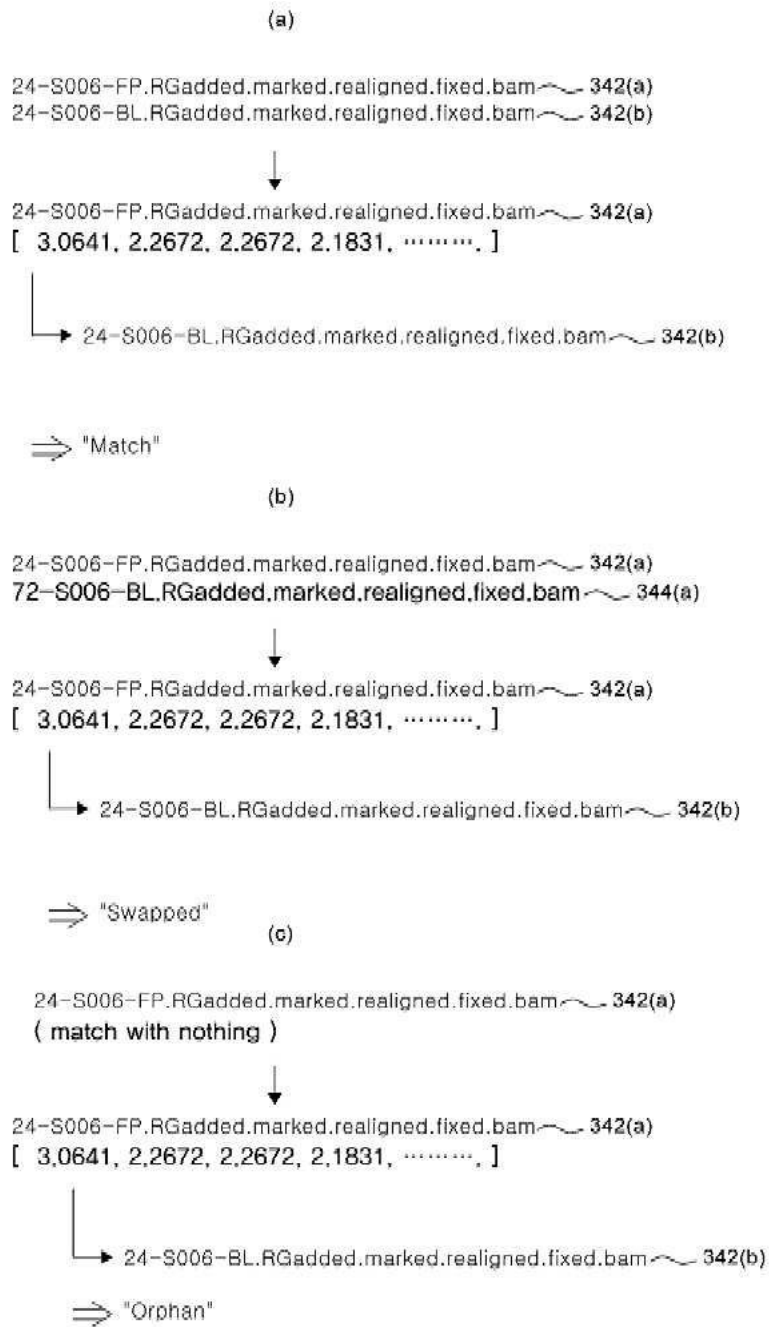 (a)
24-S006-FP.RGadded.marked.realigned.fixed.bam 342(a)
24-S006-BL.RGadded.marked.realigned.fixed.bam 342(b)
24-S006-FP.RGadded.marked.realigned.fixed.bam 342(a)
[ 3.0641, 2.2672, 2.2672, 2.1831, ………, ]
24-S006-BL.RGadded.marked.realigned.fixed.bam 342(b)
"Match"
(b)
24-S006-FP.RGadded.marked.realigned.fixed.bam 342(a)
72-S006-BL.RGadded.marked.realigned.fixed.bam 344(a)
24-S006-FP.RGadded.marked.realigned.fixed.bam 342(a)
[ 3.0641, 2.2672, 2.2672, 2.1831, ………, ]
24-S006-BL.RGadded.marked.realigned.fixed.bam 342(b)
"Swapped"
(c)
24-S006-FP.RGadded.marked.realigned.fixed.bam 342(a)
( match with nothing )
24-S006-FP.RGadded.marked.realigned.fixed.bam 342(a)
[ 3.0641, 2.2672, 2.2672, 2.1831, ………, ]
24-S006-BL.RGadded.marked.realigned.fixed.bam 342(b)
"Orphan"